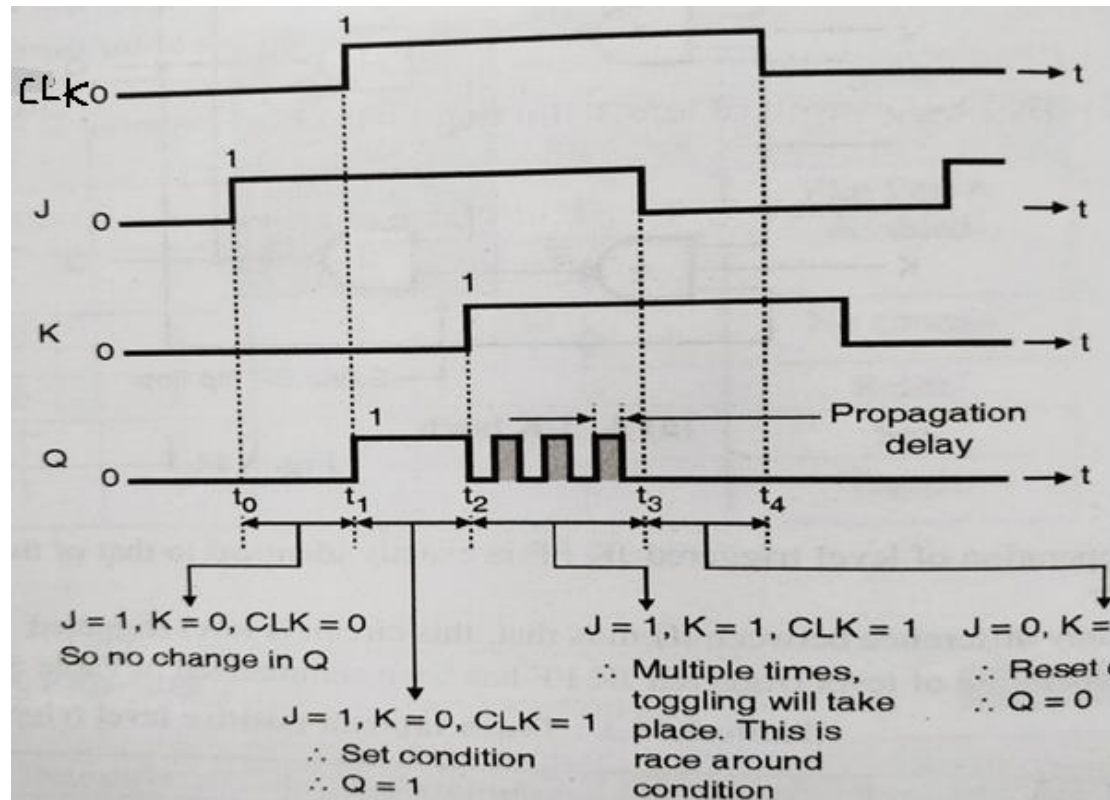 1
CLK 0 → t
1
J 0 → t
1
K 0 → t
1
Propagation
delay
Q 0 → t
t0 t1 t2 t3 t4
J = 1, K = 0, CLK = 0
So no change in Q
J = 1, K = 0, CLK = 1
∴ Set condition
∴ Q = 1
J = 1, K = 1, CLK = 1
∴ Multiple times,
toggling will take
place. This is
race around
condition
J = 0, K =
∴ Reset
∴ Q = 0